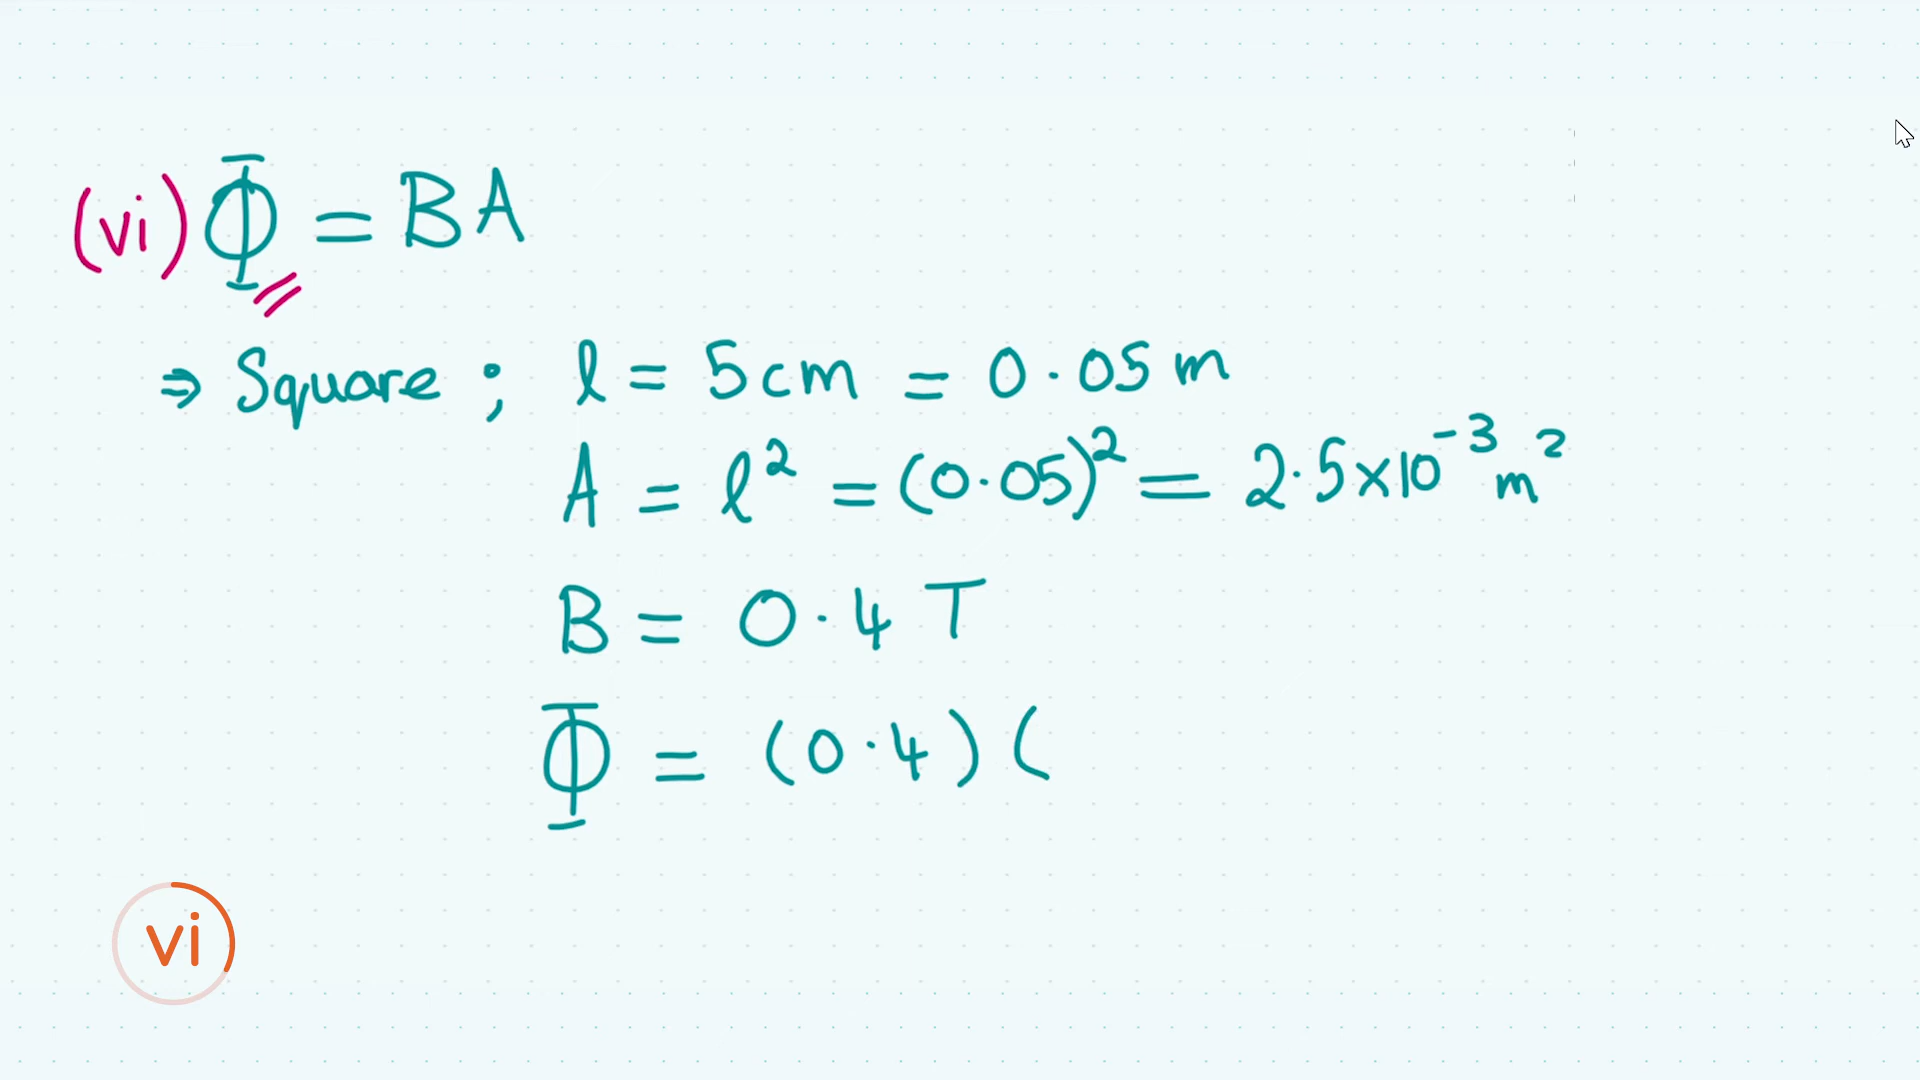 (vi) Φ = BA
⇒ Square ; l = 5cm = 0.05 m
A = l² = (0.05)² = 2.5×10⁻³ m²
B = 0.4 T
Φ = (0.4) (
vi